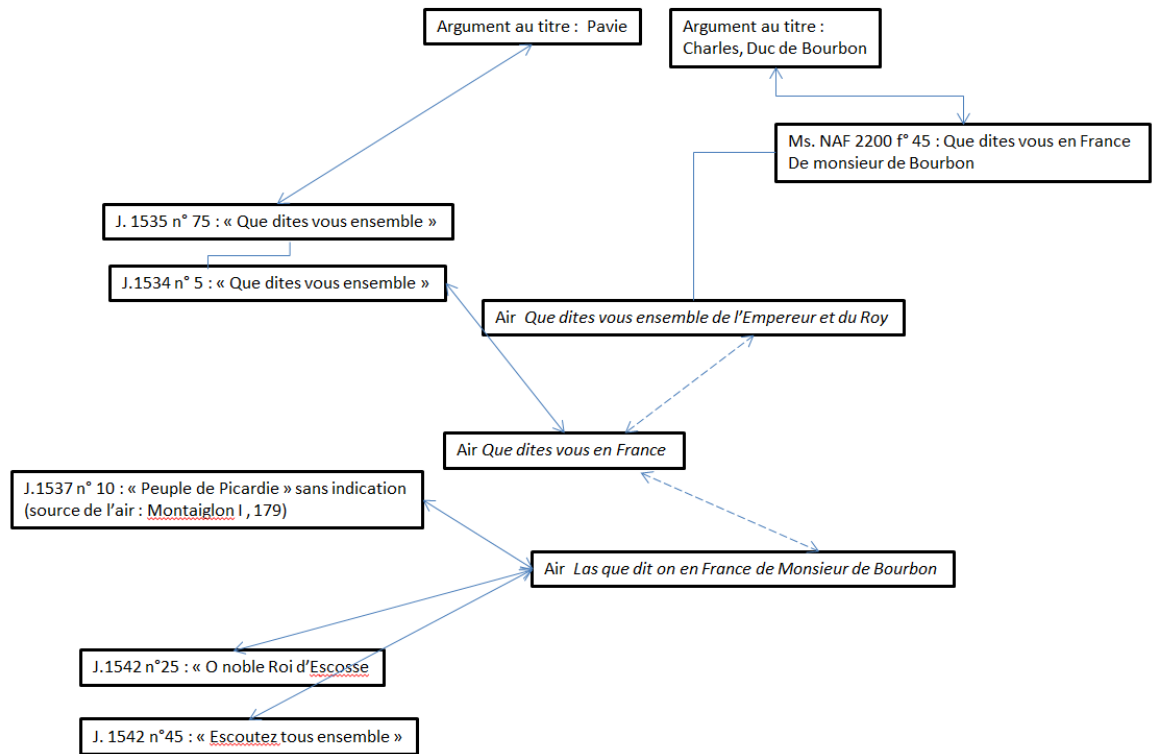 Argument au titre : Pavie
Argument au titre :
Charles, Duc de Bourbon
Ms. NAF 2200 f° 45 : Que dites vous en France
De monsieur de Bourbon
J. 1535 n° 75 : « Que dites vous ensemble »
J.1534 n° 5 : « Que dites vous ensemble »
Air Que dites vous ensemble de l’Empereur et du Roy
Air Que dites vous en France
J.1537 n° 10 : « Peuple de Picardie » sans indication
(source de l’air : Montaiglon I , 179)
Air Las que dit on en France de Monsieur de Bourbon
J.1542 n°25 : « O noble Roi d’Escosse
J. 1542 n°45 : « Escoutez tous ensemble »